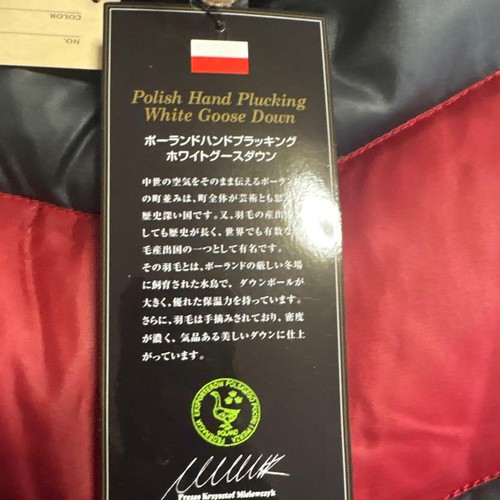 COLOR
NO.
Polish Hand Plucking
White Goose Down
ポーランドハンドプラッキング
ホワイトグースダウン
中世の空気をそのまま伝えるポーラン
の町並みは、町全体が芸術とも思
歴史深い国です。又、羽毛の産出
しても歴史が長く、世界でも有数な
毛産出国の一つとして有名です。
その羽毛とは、ポーランドの厳しい冬場
に飼育された水鳥で、ダウンボールが
大きく、優れた保温力を持っています。
さらに、羽毛は手摘みされており、密度
が濃く、気品ある美しいダウンに仕上
がっています。
POLAND
Prezes Krzysztof Mielowczyk